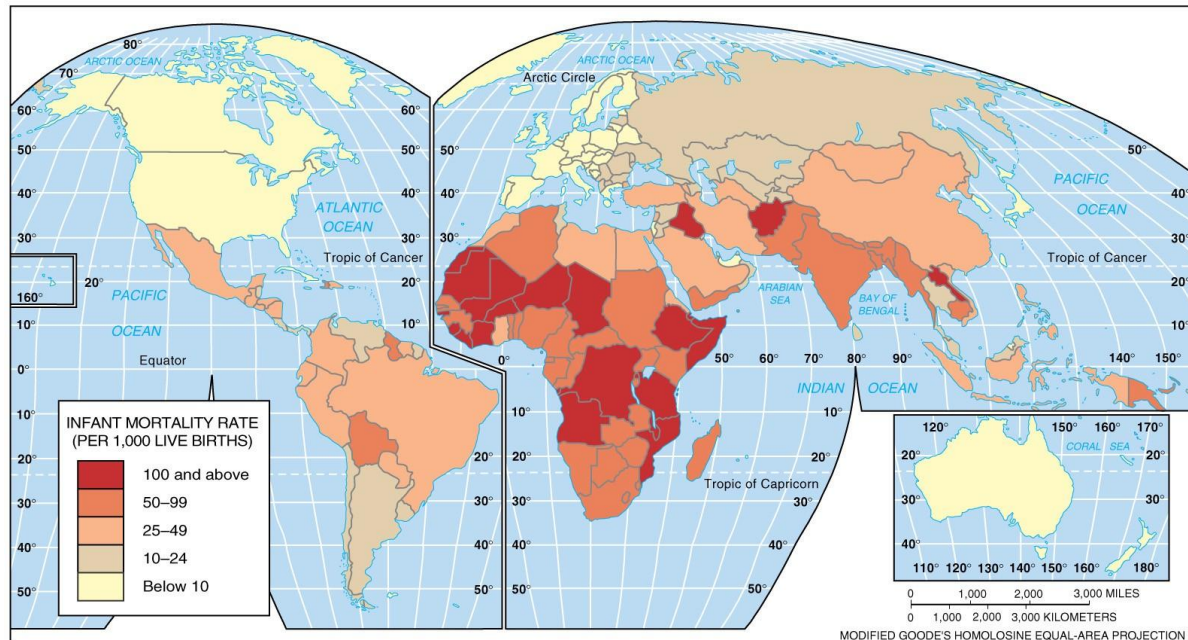 80°
ARCTIC OCEAN
70°
60°
50°
40°
ATLANTIC
OCEAN
30°
Tropic of Cancer
20°
160°
PACIFIC
OCEAN
10°
Equator
0°
10°
20°
30°
40°
50°
INFANT MORTALITY RATE
(PER 1,000 LIVE BIRTHS)
100 and above
50–99
25–49
10–24
Below 10
20°
30°
40°
50°
ARCTIC OCEAN
ARCTIC OCEAN
Arctic Circle
60°
50°
40°
30°
50°
PACIFIC
OCEAN
40°
30°
Tropic of Cancer
20°
10°
ARABIAN
SEA
BAY OF
BENGAL
0°
50°
60°
70°
80°
90°
140°
150°
INDIAN
OCEAN
10°
10°
20°
20°
Tropic of Capricorn
30°
30°
40°
40°
50°
50°
120°
150°
160°
170°
CORAL SEA
20°
30°
40°
110°
120°
130°
140°
150°
180°
0 1,000 2,000 3,000 MILES
0 1,000 2,000 3,000 KILOMETERS
MODIFIED GOODE'S HOMOLOSINE EQUAL-AREA PROJECTION